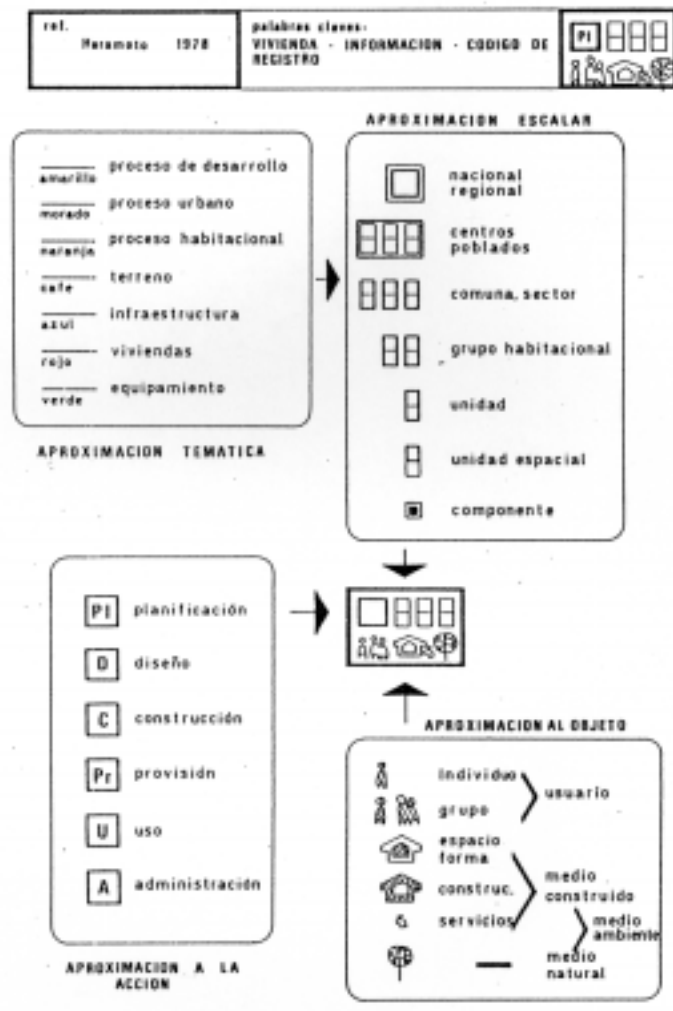 ref.
Haramoto 1978
palabras claves:
VIVIENDA - INFORMACION - CODIGO DE
REGISTRO
PI
APROXIMACION ESCALAR
proceso de desarrollo
amarillo
proceso urbano
morado
proceso habitacional
naranja
terreno
cafe
infraestructura
azul
viviendas
rojo
equipamiento
verde
APROXIMACION TEMATICA
nacional
regional
centros
poblados
comuna, sector
grupo habitacional
unidad
unidad espacial
componente
PI planificación
D diseño
C construcción
Pr provisión
U uso
A administración
APROXIMACION A LA
ACCION
APROXIMACION AL OBJETO
Individuo
grupo
usuario
espacio
forma
construc.
servicios
medio
construido
medio
ambiente
medio
natural